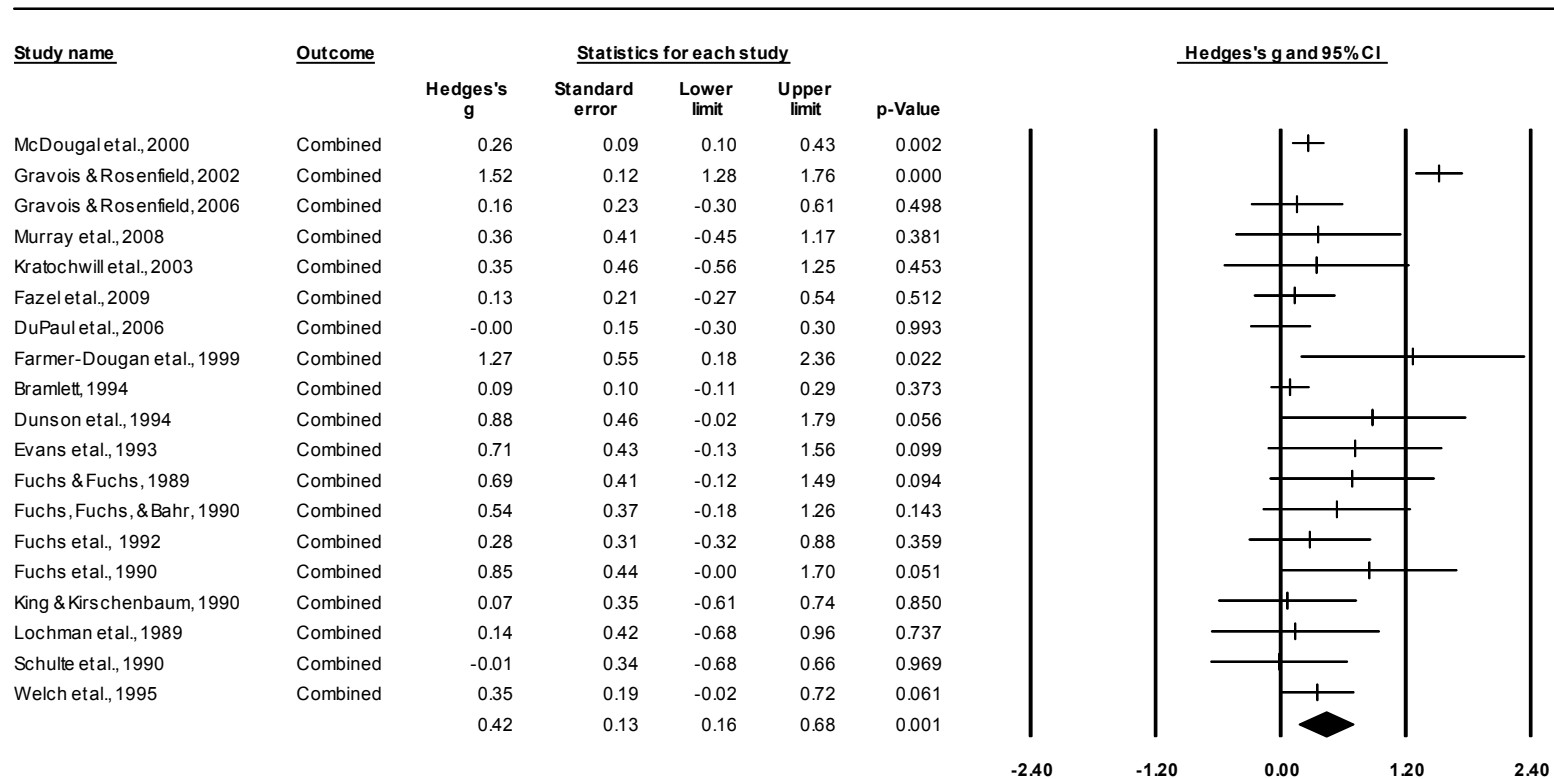 Study name Outcome Statistics for each study Hedges's g and 95% CI
Hedges's g Standard error Lower limit Upper limit p-Value
McDougal et al., 2000 Combined 0.26 0.09 0.10 0.43 0.002
Gravois & Rosenfield, 2002 Combined 1.52 0.12 1.28 1.76 0.000
Gravois & Rosenfield, 2006 Combined 0.16 0.23 -0.30 0.61 0.498
Murray et al., 2008 Combined 0.36 0.41 -0.45 1.17 0.381
Kratochwill et al., 2003 Combined 0.35 0.46 -0.56 1.25 0.453
Fazel et al., 2009 Combined 0.13 0.21 -0.27 0.54 0.512
DuPaul et al., 2006 Combined -0.00 0.15 -0.30 0.30 0.993
Farmer-Dougan et al., 1999 Combined 1.27 0.55 0.18 2.36 0.022
Bramlett, 1994 Combined 0.09 0.10 -0.11 0.29 0.373
Dunson et al., 1994 Combined 0.88 0.46 -0.02 1.79 0.056
Evans et al., 1993 Combined 0.71 0.43 -0.13 1.56 0.099
Fuchs & Fuchs, 1989 Combined 0.69 0.41 -0.12 1.49 0.094
Fuchs, Fuchs, & Bahr, 1990 Combined 0.54 0.37 -0.18 1.26 0.143
Fuchs et al., 1992 Combined 0.28 0.31 -0.32 0.88 0.359
Fuchs et al., 1990 Combined 0.85 0.44 -0.00 1.70 0.051
King & Kirschenbaum, 1990 Combined 0.07 0.35 -0.61 0.74 0.850
Lochman et al., 1989 Combined 0.14 0.42 -0.68 0.96 0.737
Schulte et al., 1990 Combined -0.01 0.34 -0.68 0.66 0.969
Welch et al., 1995 Combined 0.35 0.19 -0.02 0.72 0.061
0.42 0.13 0.16 0.68 0.001
-2.40 -1.20 0.00 1.20 2.40